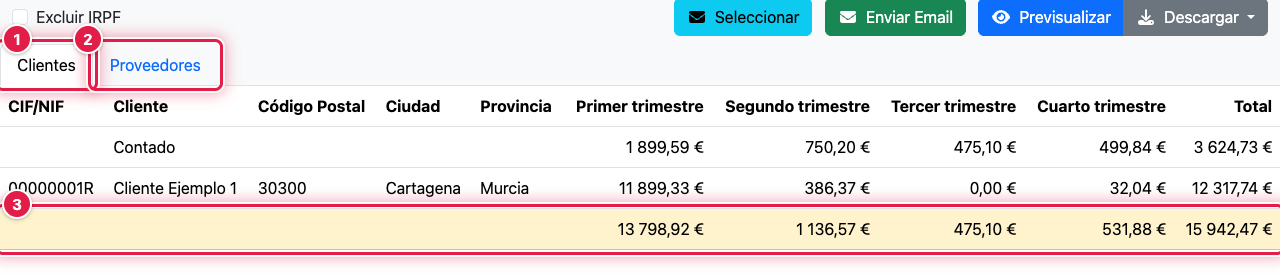 Excluir IRPF Seleccionar Enviar Email Previsualizar Descargar
1 2
Clientes Proveedores
CIF/NIF Cliente Código Postal Ciudad Provincia Primer trimestre Segundo trimestre Tercer trimestre Cuarto trimestre Total
Contado 1 899,59 € 750,20 € 475,10 € 499,84 € 3 624,73 €
00000001R Cliente Ejemplo 1 30300 Cartagena Murcia 11 899,33 € 386,37 € 0,00 € 32,04 € 12 317,74 €
3
13 798,92 € 1 136,57 € 475,10 € 531,88 € 15 942,47 €